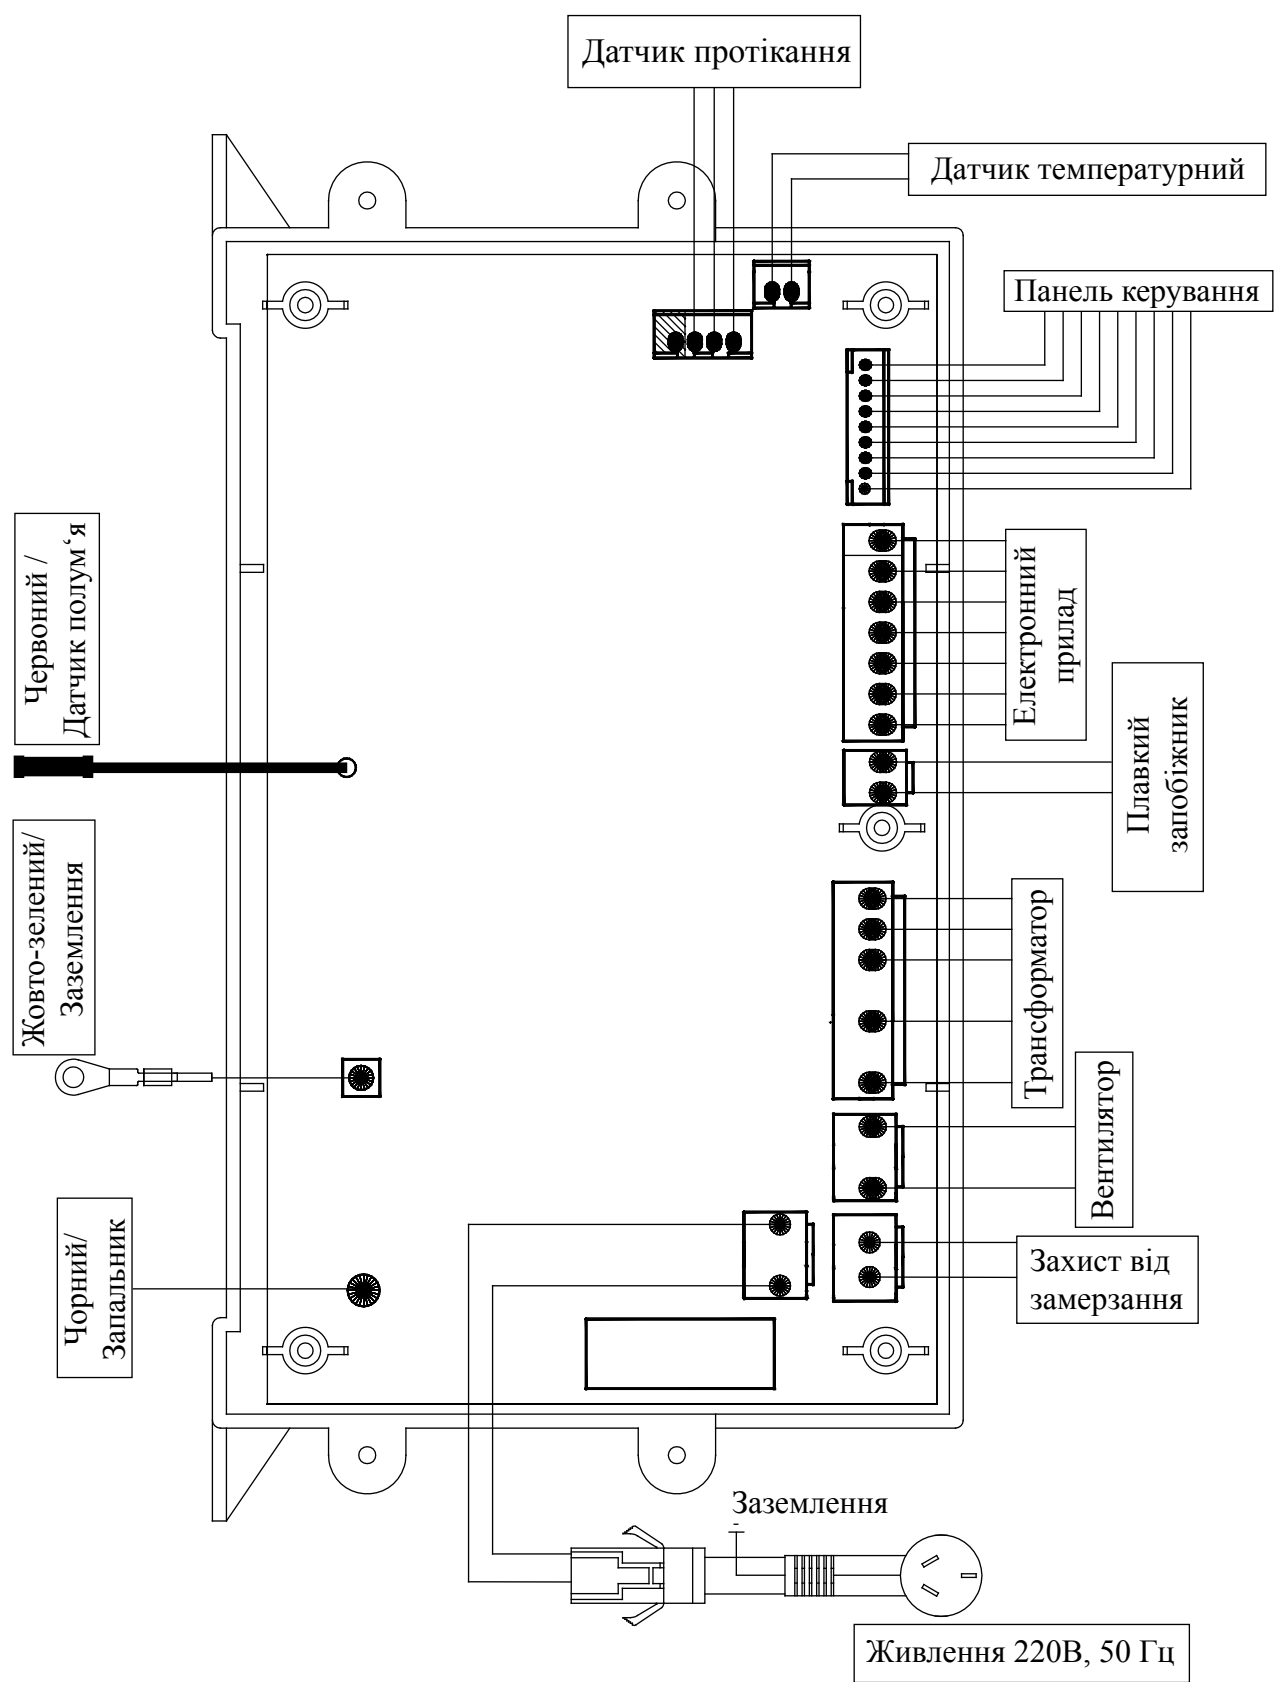 Датчик протікання
Датчик температурний
Панель керування
Червоний /
Датчик полум‘я
Електронний
прилад
Плавкий
запобіжник
Жовто-зелений/
Заземлення
Трансформатор
Вентилятор
Чорний/
Запальник
Захист від
замерзання
Заземлення
Живлення 220В, 50 Гц